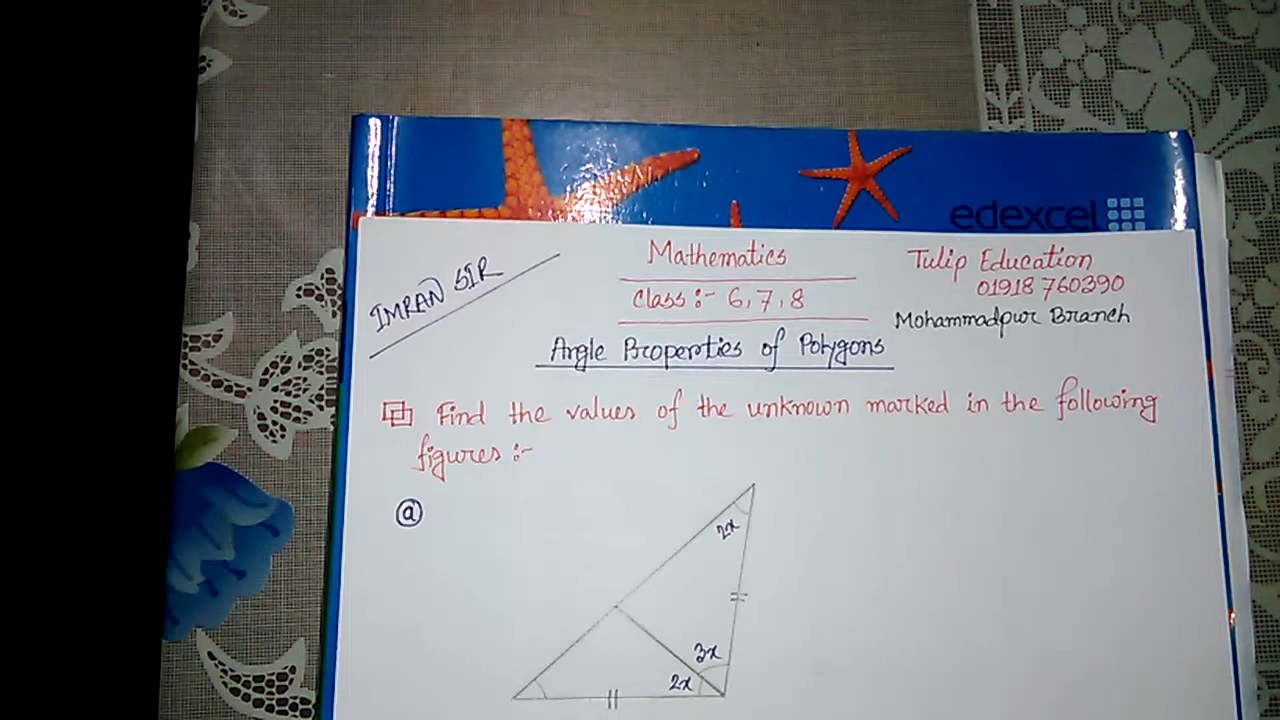 edexcel
IMRAN SIR
Mathematics
Class:- 6, 7, 8
Tulip Education
01918 760390
Mohammadpur Branch
Angle Properties of Polygons
Find the values of the unknown marked in the following
figures :-
a
2x
3x
2x